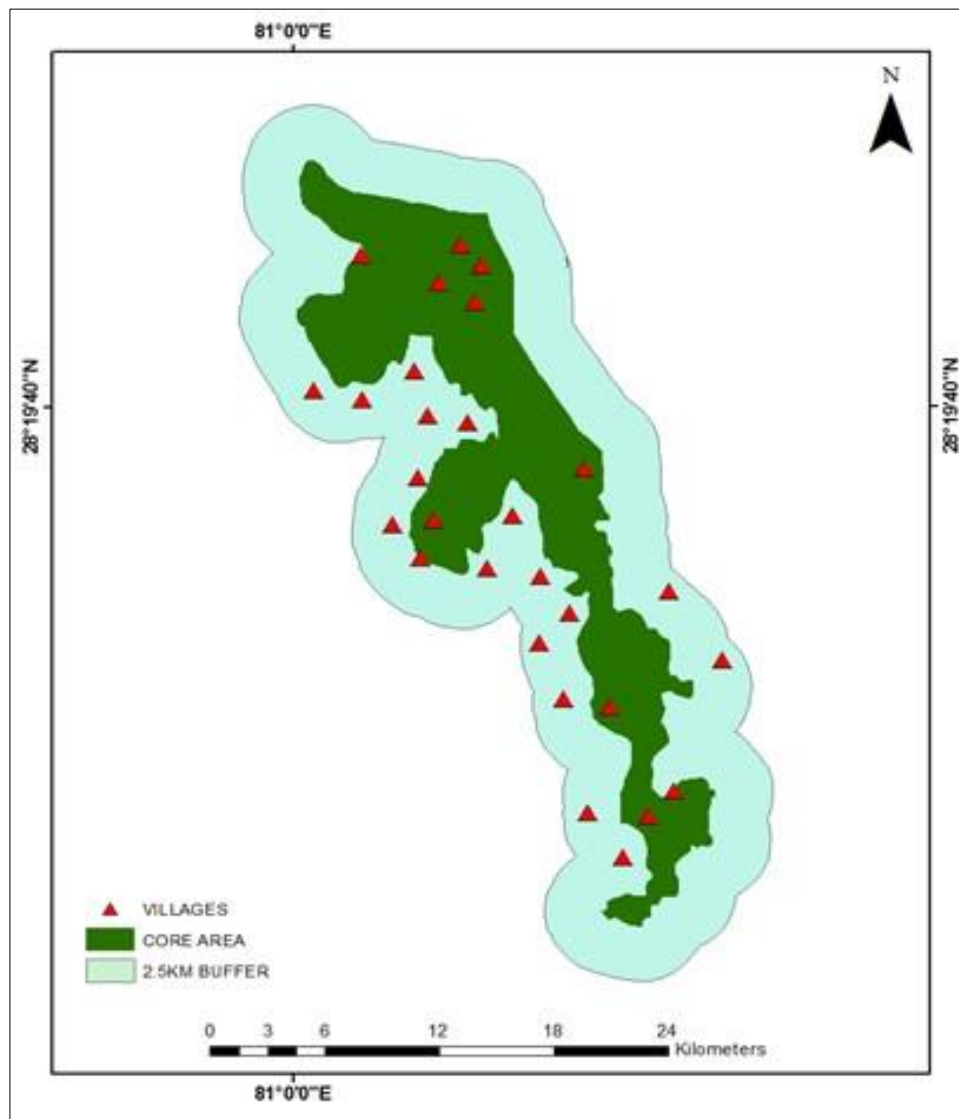 81°0'0"E
N
28°19'40"N
28°19'40"N
VILLAGES
CORE AREA
2.5KM BUFFER
0 3 6 12 18 24
Kilometers
81°0'0"E